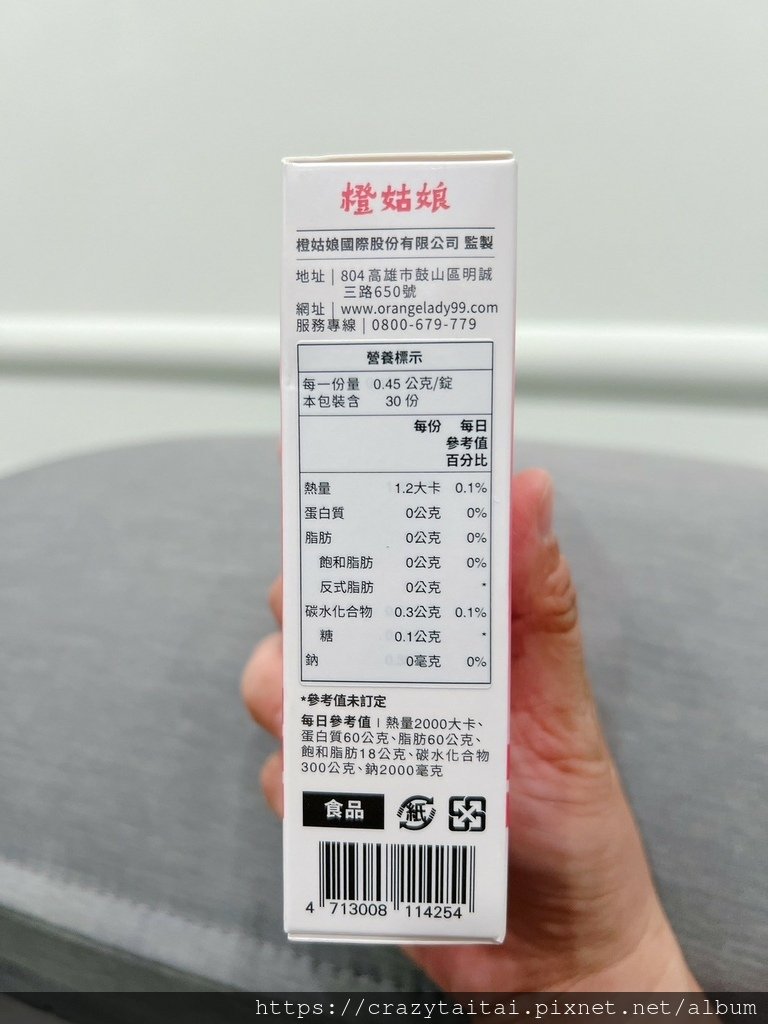 橙姑娘
橙姑娘國際股份有限公司 監製
地址｜804高雄市鼓山區明誠
三路650號
網址｜www.orangelady99.com
服務專線｜0800-679-779
營養標示
每一份量 0.45 公克/錠
本包裝含 30 份
每份 每日
參考值
百分比
熱量 1.2大卡 0.1%
蛋白質 0公克 0%
脂肪 0公克 0%
飽和脂肪 0公克 0%
反式脂肪 0公克 *
碳水化合物 0.3公克 0.1%
糖 0.1公克 *
鈉 0毫克 0%
*參考值未訂定
每日參考值｜熱量2000大卡、
蛋白質60公克、脂肪60公克、
飽和脂肪18公克、碳水化合物
300公克、鈉2000毫克
食品 紙
4 713008 114254
https://crazytaitai.pixnet.net/album